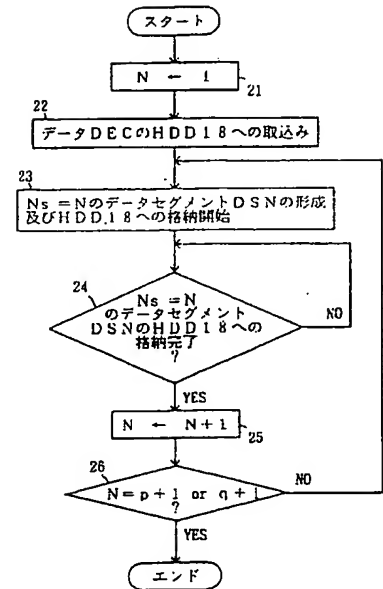 スタート
N ← 1
21
22
データDECのHDD18への取込み
23
Ns=NのデータセグメントDSNの形成
及びHDD.18への格納開始
24
Ns=N
のデータセグメント
DSNのHDD18への
格納完了
?
NO
YES
N ← N+1
25
26
N=p+1 or q+1
?
NO
YES
エンド